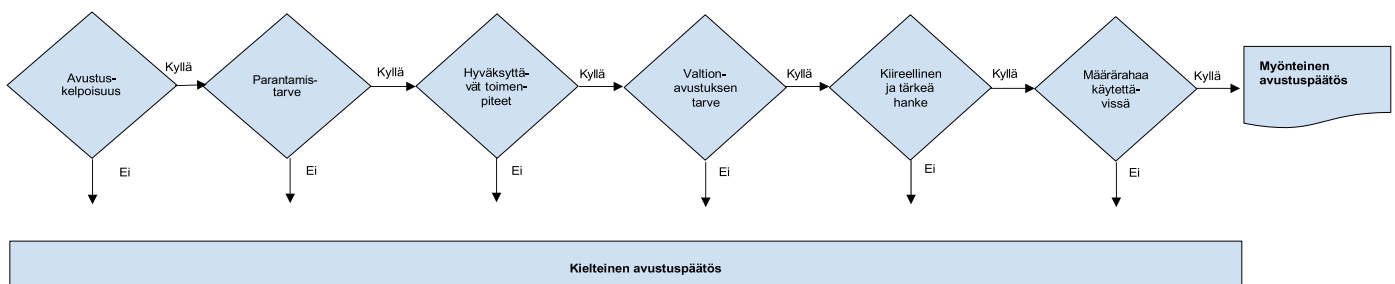 Avustus-
kelpoisuus
Kyllä
Parantamis-
tarve
Kyllä
Hyväksyttä-
vät toimen-
piteet
Kyllä
Valtion-
avustuksen
tarve
Kyllä
Kiireellinen
ja tärkeä
hanke
Kyllä
Määrärahaa
käytettä-
vissä
Kyllä
Myönteinen
avustuspäätös
Ei
Ei
Ei
Ei
Ei
Ei
Kielteinen avustuspäätös